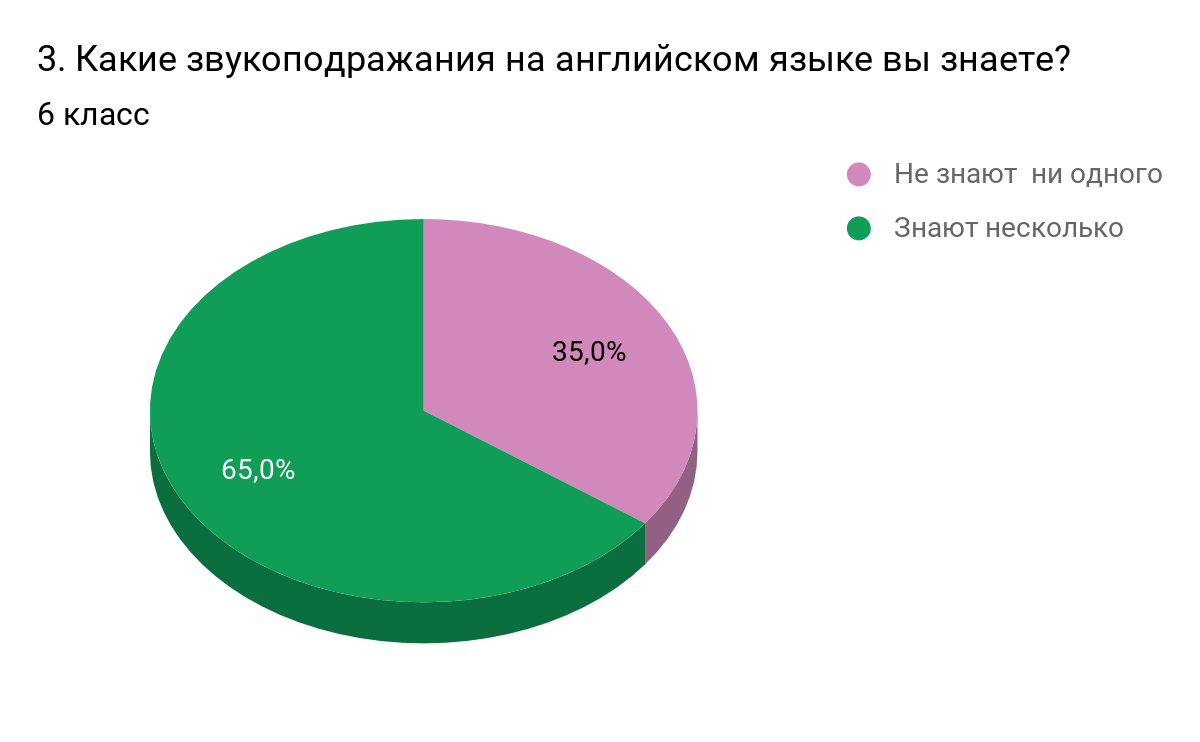 3. Какие звукоподражания на английском языке вы знаете?
6 класс
Не знают  ни одного
Знают несколько
35,0%
65,0%